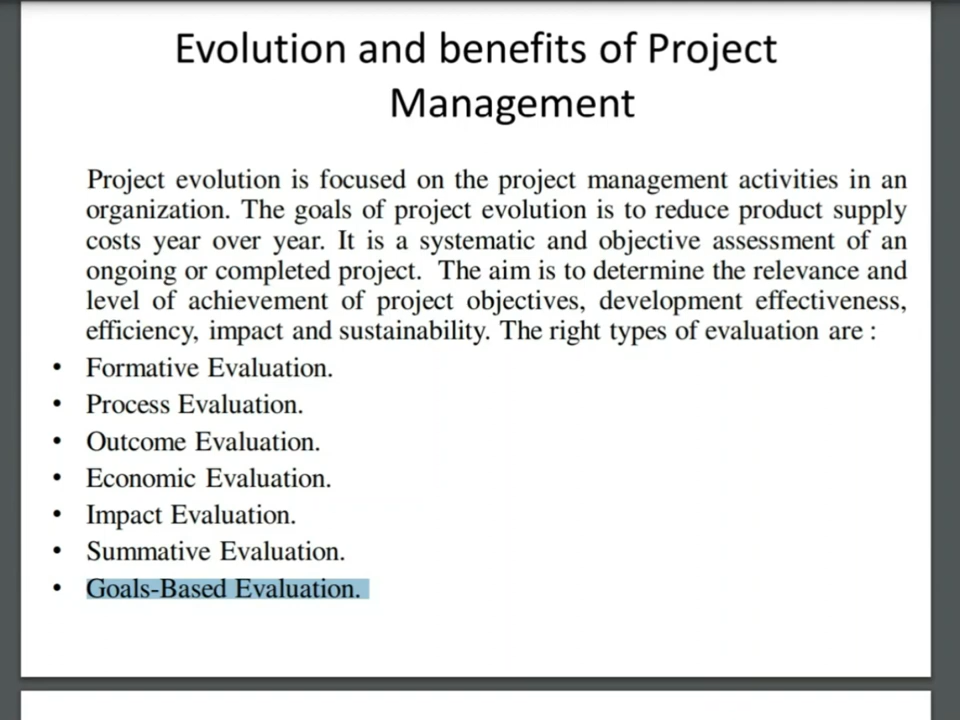 Evolution and benefits of Project
Management
Project evolution is focused on the project management activities in an
organization. The goals of project evolution is to reduce product supply
costs year over year. It is a systematic and objective assessment of an
ongoing or completed project. The aim is to determine the relevance and
level of achievement of project objectives, development effectiveness,
efficiency, impact and sustainability. The right types of evaluation are :
• Formative Evaluation.
• Process Evaluation.
• Outcome Evaluation.
• Economic Evaluation.
• Impact Evaluation.
• Summative Evaluation.
• Goals-Based Evaluation.